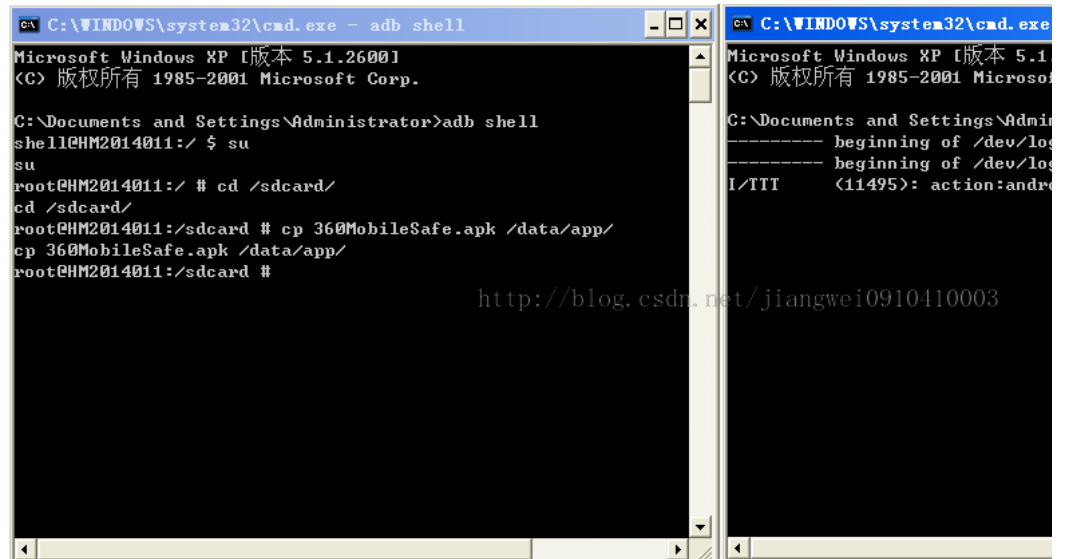 C:\WINDOWS\system32\cmd.exe - adb shell
Microsoft Windows XP [版本 5.1.2600]
(C) 版权所有 1985-2001 Microsoft Corp.
C:\Documents and Settings\Administrator>adb shell
shell@HM2014011:/ $ su
su
root@HM2014011:/ # cd /sdcard/
cd /sdcard/
root@HM2014011:/sdcard # cp 360MobileSafe.apk /data/app/
cp 360MobileSafe.apk /data/app/
root@HM2014011:/sdcard #
C:\WINDOWS\system32\cmd.exe
Microsoft Windows XP [版本 5.1.
(C) 版权所有 1985-2001 Microsof
C:\Documents and Settings\Admin
--------- beginning of /dev/log
--------- beginning of /dev/log
I/TTT (11495): action:andro
http://blog.csdn.net/jiangwei0910410003